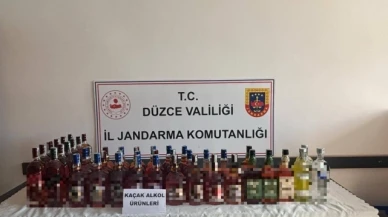 T.C.
DÜZCE VALİLİĞİ
İL JANDARMA KOMUTANLIĞI
KAÇAK ALKOL
ÜRÜNLERİ